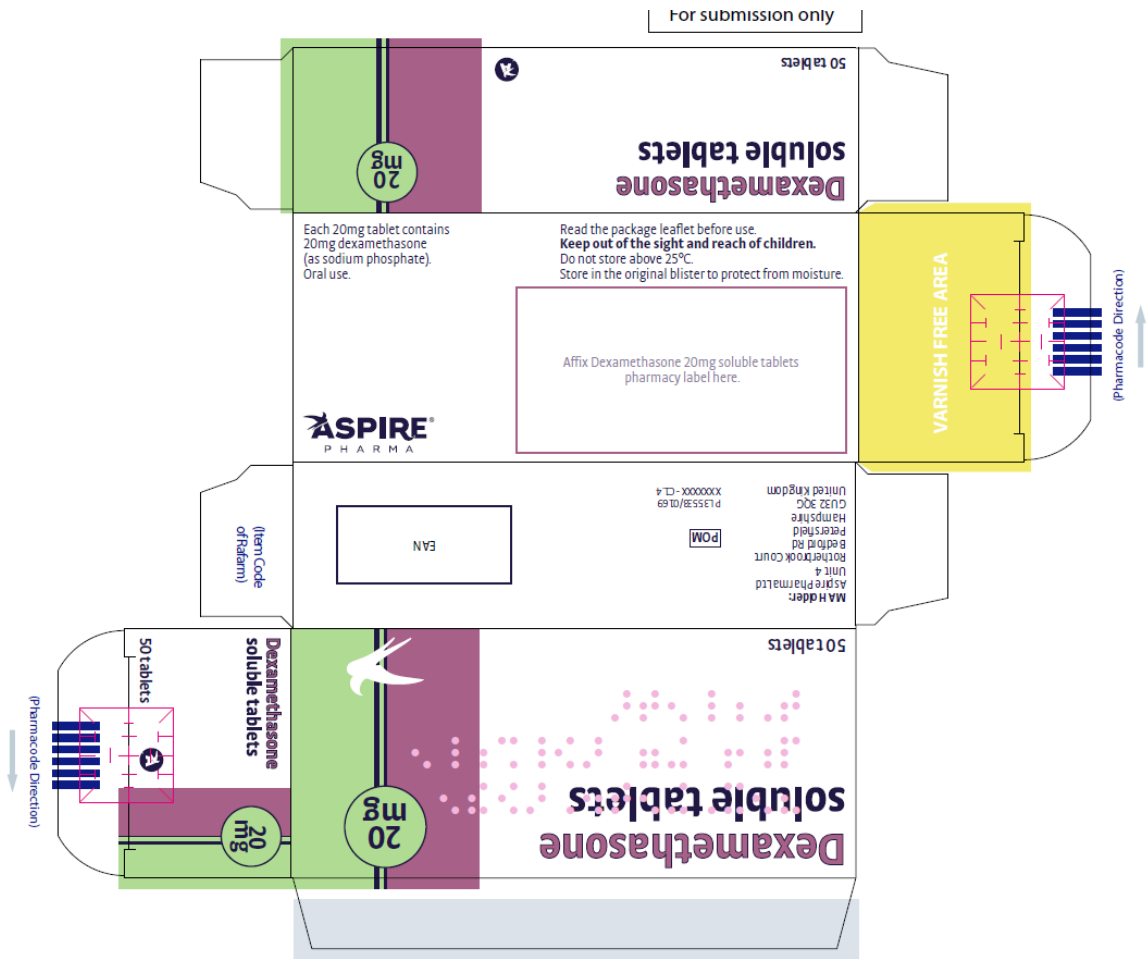 For submission only
50 tablets
Dexamethasone
soluble tablets
20
mg
Each 20mg tablet contains
20mg dexamethasone
(as sodium phosphate).
Oral use.
Read the package leaflet before use.
Keep out of the sight and reach of children.
Do not store above 25ºC.
Store in the original blister to protect from moisture.
Affix Dexamethasone 20mg soluble tablets
pharmacy label here.
ASPIRE®
PHARMA
VARNISH FREE AREA
(Pharmacode Direction)
(Item Code
of Rafarm)
EAN
MA Holder:
Aspire Pharma Ltd
Unit 4
Rotherbrook Court
Bedford Rd
Petersfield
Hampshire
GU32 3QG
United Kingdom
POM
PL35533/0169
XXXXXXX - CL 4
Dexamethasone
soluble tablets
50 tablets
20
mg
(Pharmacode Direction)
Dexamethasone
soluble tablets
50 tablets
20
mg